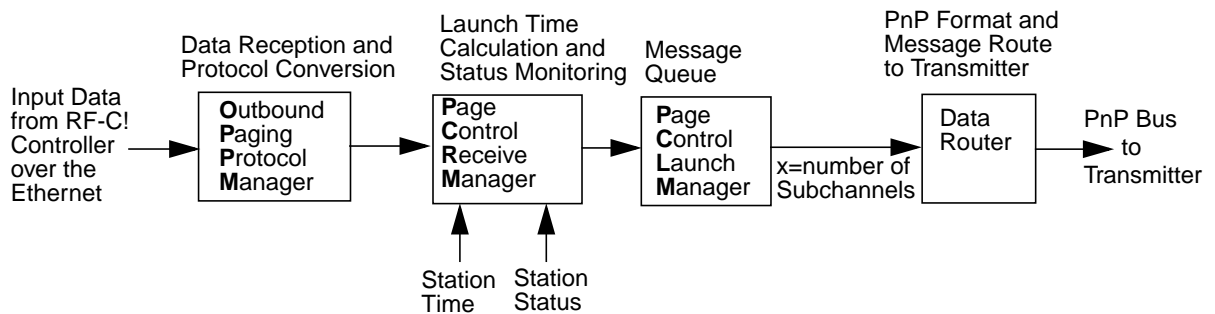 Input Data
from RF-C!
Controller
over the
Ethernet
Data Reception and
Protocol Conversion
Outbound
Paging
Protocol
Manager
Launch Time
Calculation and
Status Monitoring
Page
Control
Receive
Manager
Station
Time
Station
Status
Message
Queue
Page
Control
Launch
Manager
x=number of
Subchannels
PnP Format and
Message Route
to Transmitter
Data
Router
PnP Bus
to
Transmitter